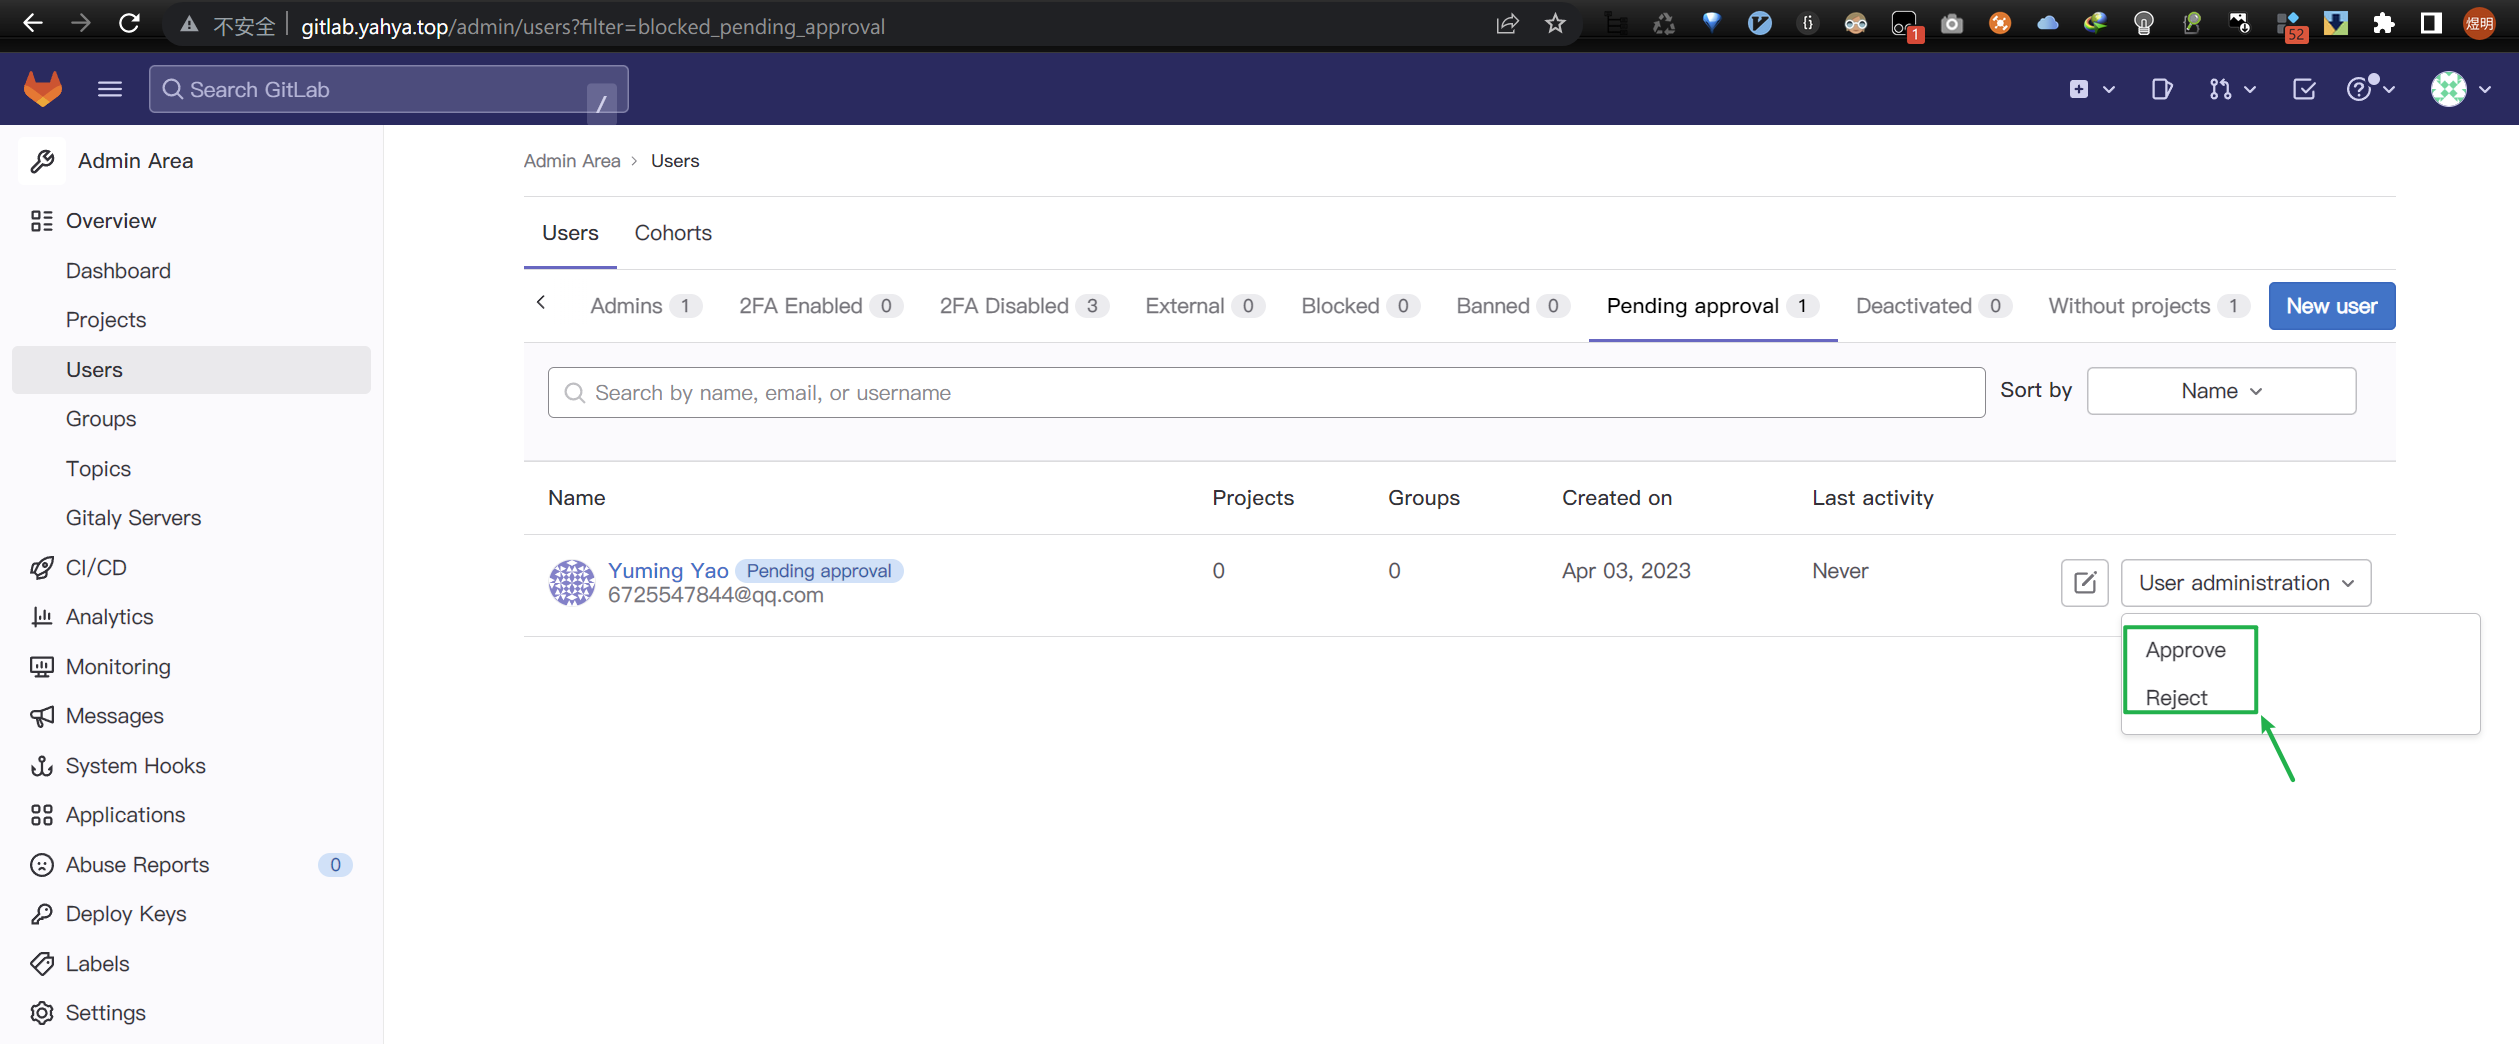 不安全 gitlab.yahya.top/admin/users?filter=blocked_pending_approval
1
52
煜明
Search GitLab /
Admin Area
Overview
Dashboard
Projects
Users
Groups
Topics
Gitaly Servers
CI/CD
Analytics
Monitoring
Messages
System Hooks
Applications
Abuse Reports 0
Deploy Keys
Labels
Settings
Admin Area › Users
Users Cohorts
Admins 1 2FA Enabled 0 2FA Disabled 3 External 0 Blocked 0 Banned 0 Pending approval 1 Deactivated 0 Without projects 1 New user
Search by name, email, or username Sort by Name
Name Projects Groups Created on Last activity
Yuming Yao Pending approval 0 0 Apr 03, 2023 Never User administration
6725547844@qq.com
Approve
Reject